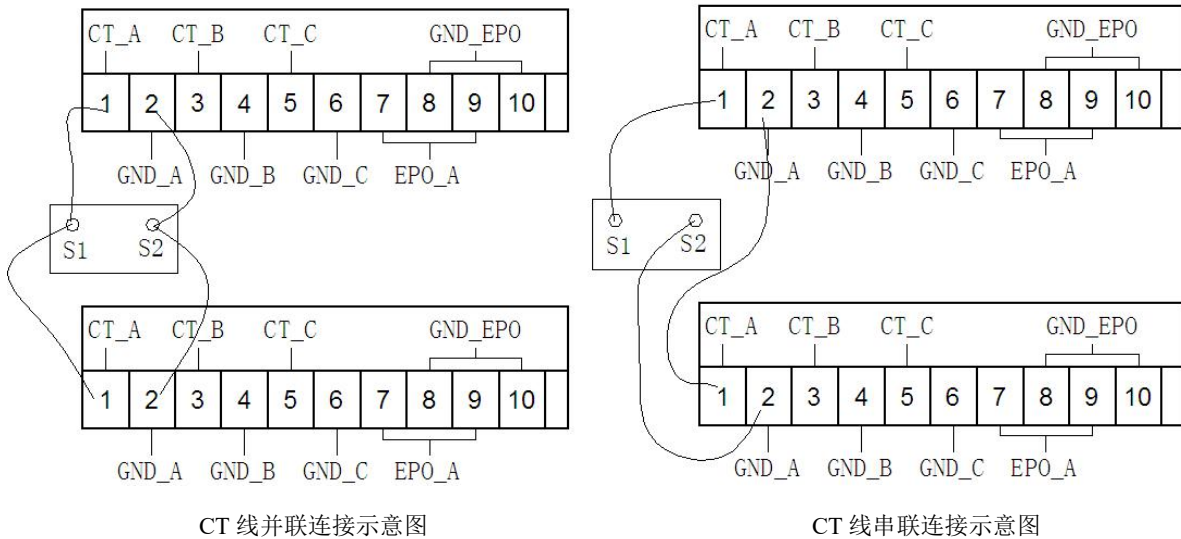 CT_A CT_B CT_C GND_EPO
1 2 3 4 5 6 7 8 9 10
GND_A GND_B GND_C EPO_A
S1 S2
CT_A CT_B CT_C GND_EPO
1 2 3 4 5 6 7 8 9 10
GND_A GND_B GND_C EPO_A
CT 线并联连接示意图
CT_A CT_B CT_C GND_EPO
1 2 3 4 5 6 7 8 9 10
GND_A GND_B GND_C EPO_A
S1 S2
CT_A CT_B CT_C GND_EPO
1 2 3 4 5 6 7 8 9 10
GND_A GND_B GND_C EPO_A
CT 线串联连接示意图